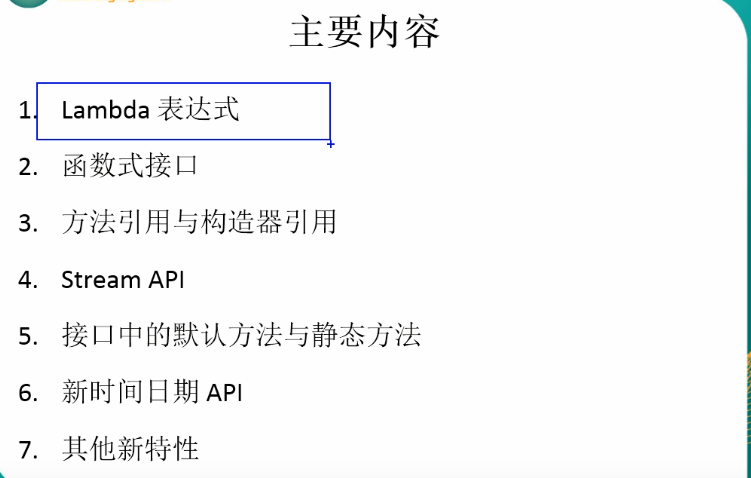 主要内容
1. Lambda 表达式
2. 函数式接口
3. 方法引用与构造器引用
4. Stream API
5. 接口中的默认方法与静态方法
6. 新时间日期 API
7. 其他新特性